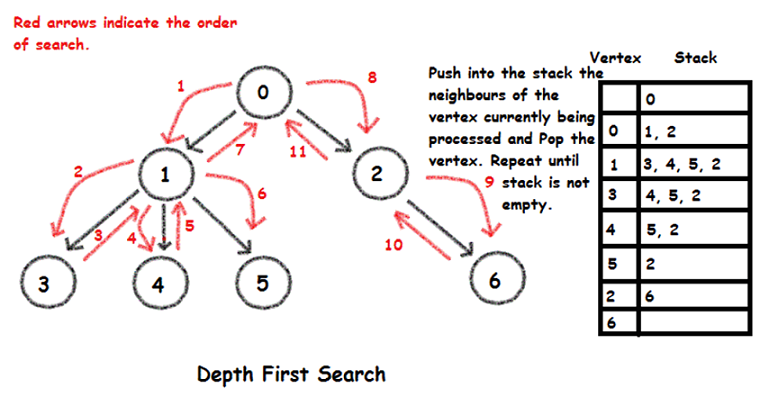 Red arrows indicate the order
of search.
Vertex Stack
Push into the stack the
neighbours of the
vertex currently being
processed and Pop the
vertex. Repeat until
stack is not
empty.
0
0 1, 2
1 3, 4, 5, 2
3 4, 5, 2
4 5, 2
5 2
2 6
6
1
0
8
7
11
2
1
6
2
9
3
4
5
10
3
4
5
6
Depth First Search